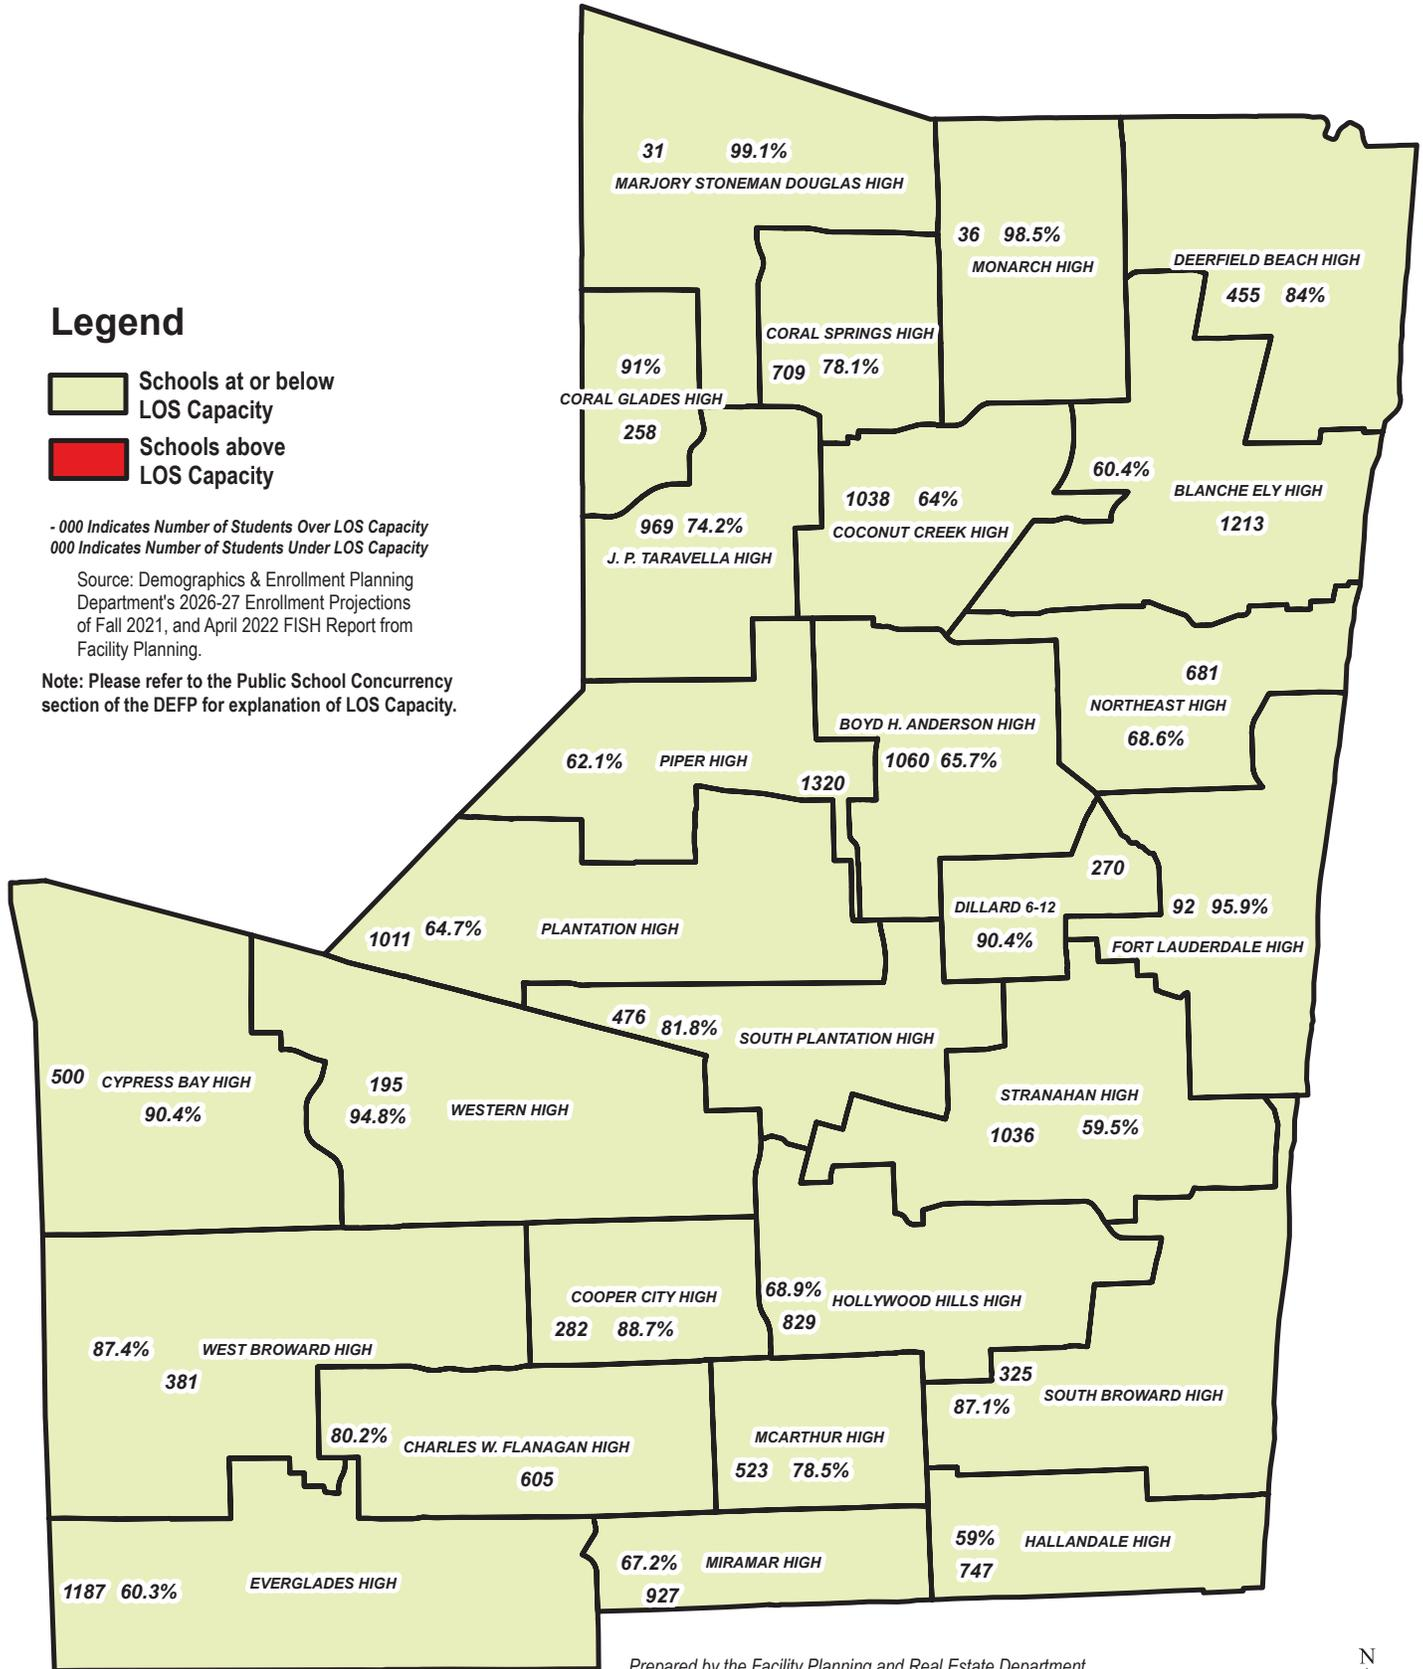 31 99.1%
MARJORY STONEMAN DOUGLAS HIGH
36 98.5%
MONARCH HIGH
DEERFIELD BEACH HIGH
455 84%
CORAL SPRINGS HIGH
709 78.1%
91%
CORAL GLADES HIGH
258
Legend
Schools at or below
LOS Capacity
Schools above
LOS Capacity
- 000 Indicates Number of Students Over LOS Capacity
000 Indicates Number of Students Under LOS Capacity
Source: Demographics & Enrollment Planning
Department's 2026-27 Enrollment Projections
of Fall 2021, and April 2022 FISH Report from
Facility Planning.
Note: Please refer to the Public School Concurrency
section of the DEFP for explanation of LOS Capacity.
60.4%
BLANCHE ELY HIGH
1213
1038 64%
COCONUT CREEK HIGH
969 74.2%
J. P. TARAVELLA HIGH
681
NORTHEAST HIGH
68.6%
BOYD H. ANDERSON HIGH
1060 65.7%
62.1% PIPER HIGH
1320
270
DILLARD 6-12
90.4%
92 95.9%
FORT LAUDERDALE HIGH
1011 64.7% PLANTATION HIGH
476 81.8% SOUTH PLANTATION HIGH
500 CYPRESS BAY HIGH
90.4%
195
94.8% WESTERN HIGH
STRANAHAN HIGH
1036 59.5%
COOPER CITY HIGH
282 88.7%
68.9% HOLLYWOOD HILLS HIGH
829
87.4% WEST BROWARD HIGH
381
325
SOUTH BROWARD HIGH
87.1%
80.2% CHARLES W. FLANAGAN HIGH
605
MCARTHUR HIGH
523 78.5%
59% HALLANDALE HIGH
747
67.2% MIRAMAR HIGH
927
1187 60.3% EVERGLADES HIGH
Prepared by the Facility Planning and Real Estate Department
N